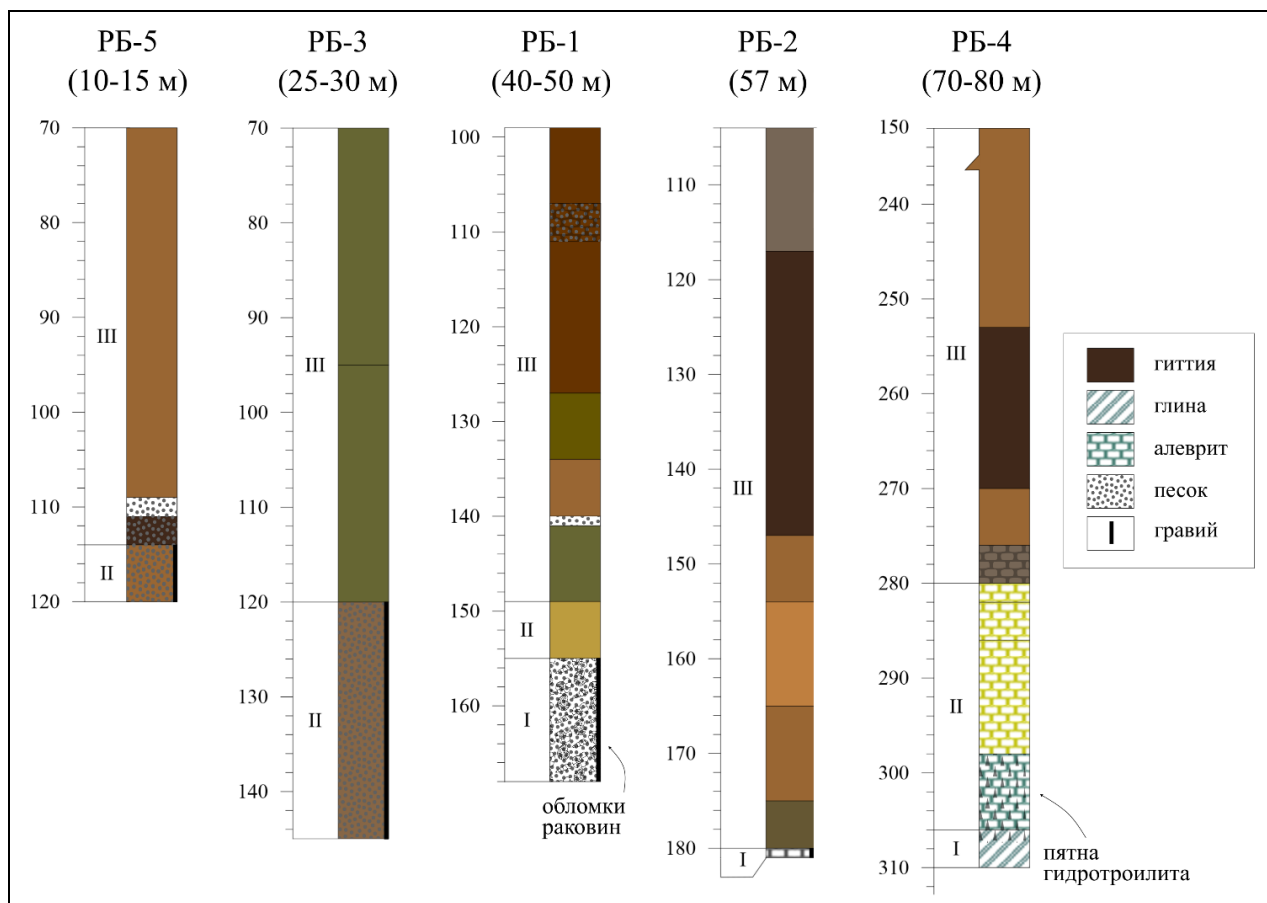 РБ-5
(10-15 м)
РБ-3
(25-30 м)
РБ-1
(40-50 м)
РБ-2
(57 м)
РБ-4
(70-80 м)
70
80
90
100
110
120
III
II
70
80
90
100
110
120
130
140
III
II
100
110
120
130
140
150
160
III
II
I
обломки
раковин
110
120
130
140
150
160
170
180
III
I
150
240
250
260
270
280
290
300
310
III
II
I
пятна
гидротроилита
гиттия
глина
алеврит
песок
гравий